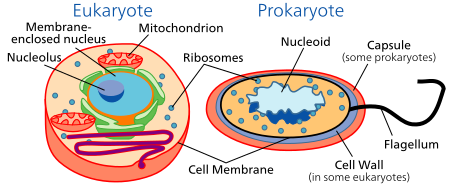 Eukaryote
Prokaryote
Membrane-
enclosed nucleus
Mitochondrion
Nucleolus
Ribosomes
Nucleoid
Capsule
(some prokaryotes)
Cell Membrane
Flagellum
Cell Wall
(in some eukaryotes)